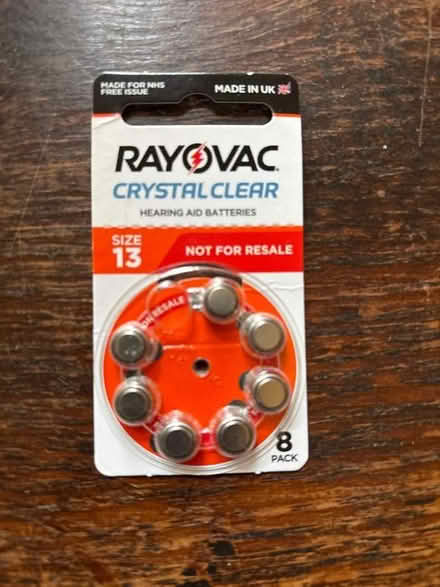 MADE FOR NHS
FREE ISSUE
MADE IN UK
RAYOVAC
CRYSTAL CLEAR
HEARING AID BATTERIES
SIZE
13
NOT FOR RESALE
RESALE
8
PACK